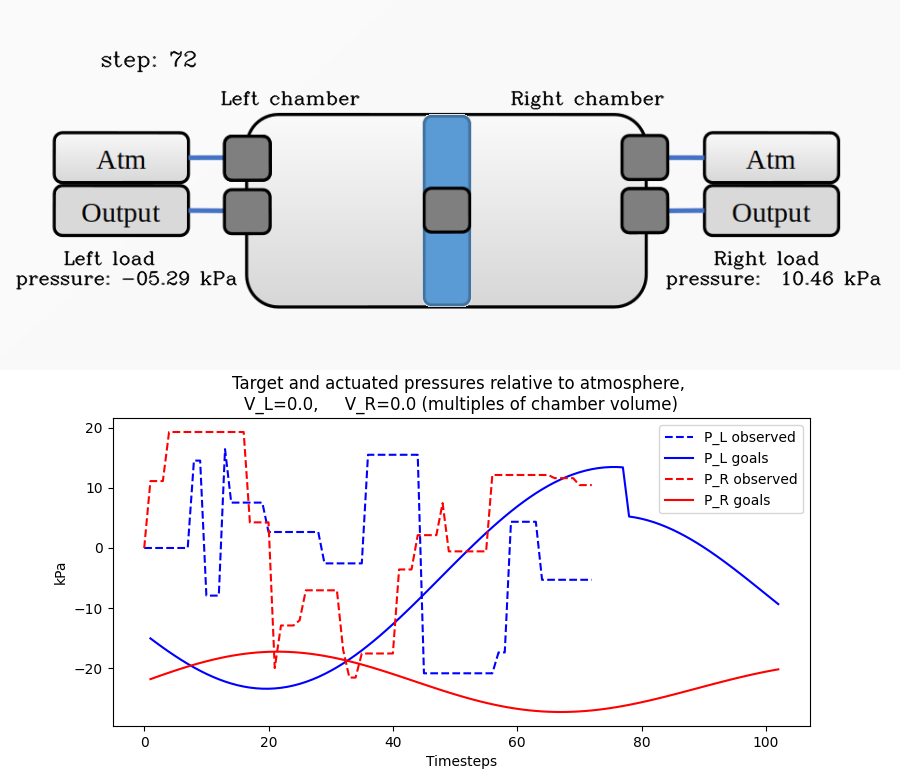 step: 72
Left chamber
Right chamber
Atm
Atm
Output
Output
Left load
pressure: -05.29 kPa
Right load
pressure: 10.46 kPa
Target and actuated pressures relative to atmosphere,
V_L=0.0, V_R=0.0 (multiples of chamber volume)
P_L observed
P_L goals
P_R observed
P_R goals
20
10
0
−10
−20
kPa
0 20 40 60 80 100
Timesteps